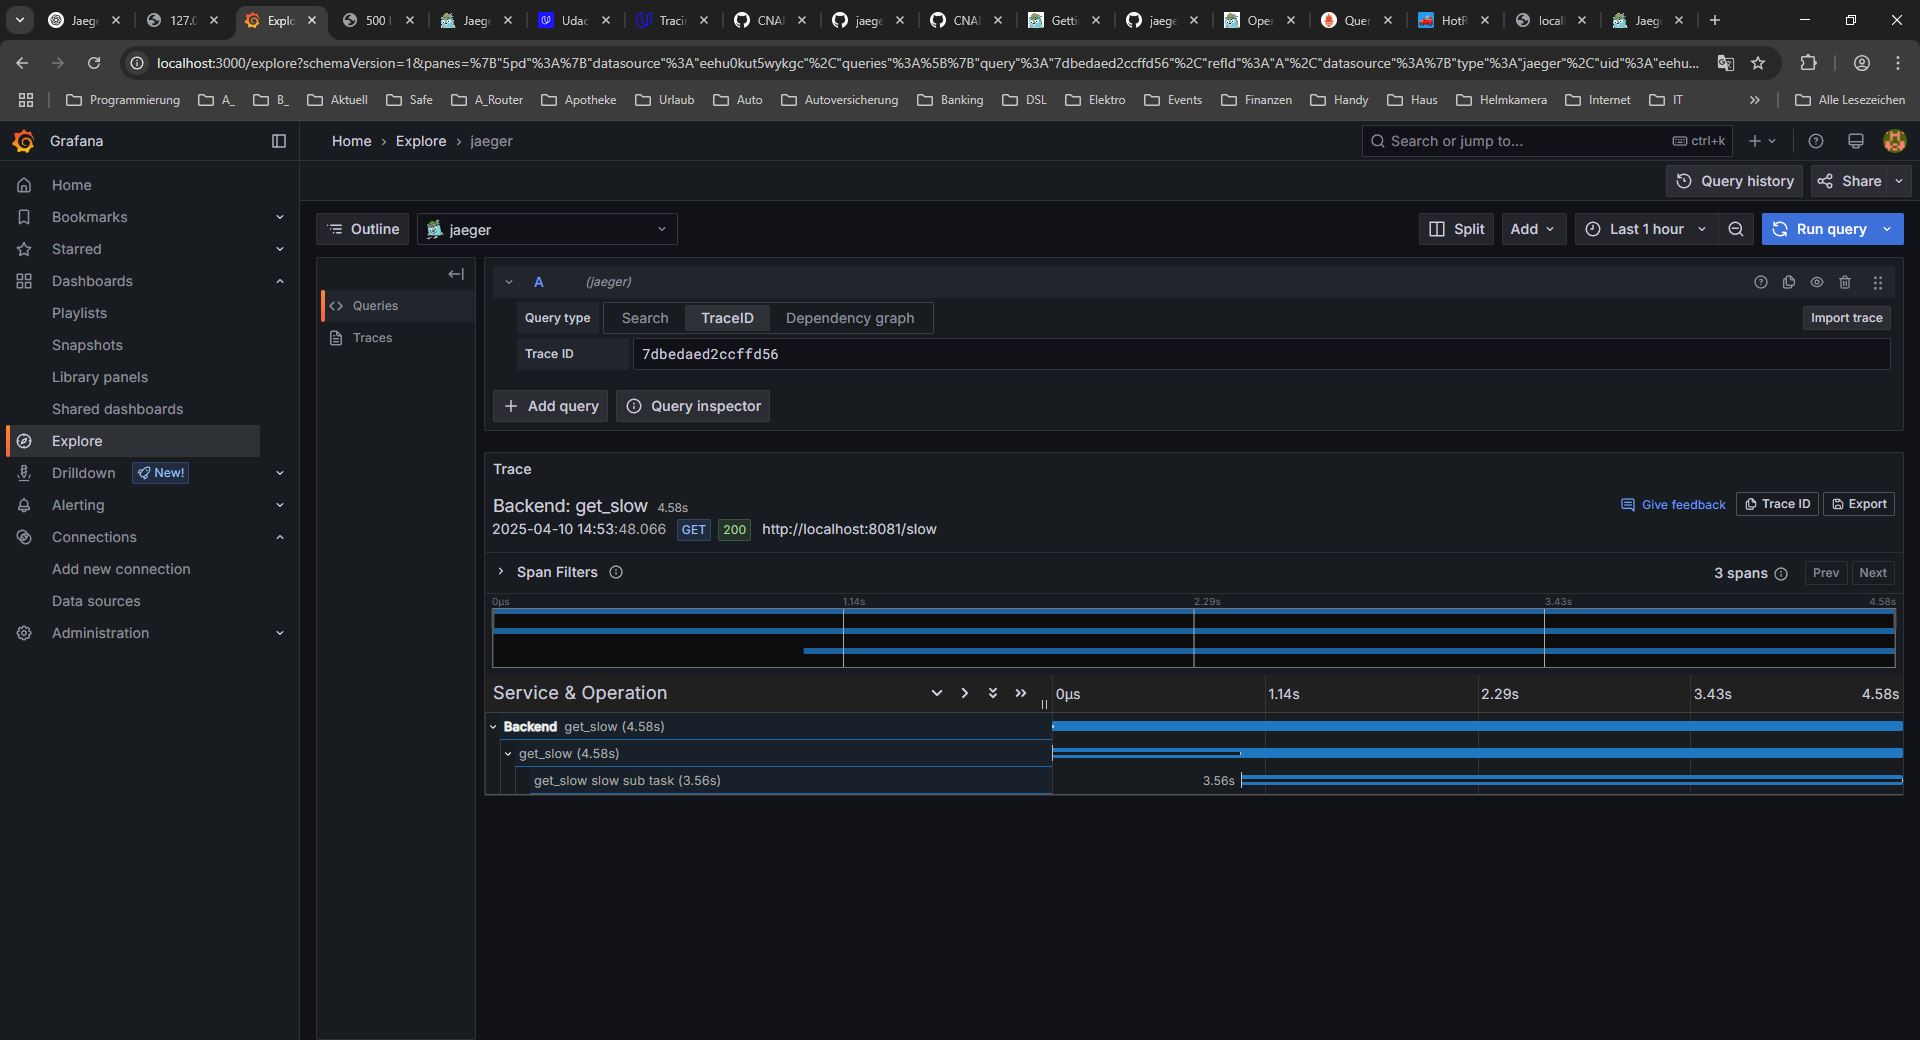 Jaeg
127.0
Explo
500 I
Jaeg
Udac
Traci
CNAI
jaege
CNAI
Getti
jaege
Oper
Quer
HotR
local
Jaeg
localhost:3000/explore?schemaVersion=1&panes=%7B"5pd"%3A%7B"datasource"%3A"eehu0kut5wykgc"%2C"queries"%3A%5B%7B"query"%3A"7dbedaed2ccffd56"%2C"refId"%3A"A"%2C"datasource"%3A%7B"type"%3A"jaeger"%2C"uid"%3A"eehu...
Programmierung
A_
B_
Aktuell
Safe
A_Router
Apotheke
Urlaub
Auto
Autoversicherung
Banking
DSL
Elektro
Events
Finanzen
Handy
Haus
Helmkamera
Internet
IT
»
Alle Lesezeichen
Grafana
Home › Explore › jaeger
Search or jump to...
ctrl+k
Home
Bookmarks
Starred
Dashboards
Playlists
Snapshots
Library panels
Shared dashboards
Explore
Drilldown
New!
Alerting
Connections
Add new connection
Data sources
Administration
Query history
Share
Outline
jaeger
Split
Add
Last 1 hour
Run query
Queries
Traces
A
(jaeger)
Query type
Search
TraceID
Dependency graph
Import trace
Trace ID
7dbedaed2ccffd56
+ Add query
Query inspector
Trace
Backend: get_slow 4.58s
Give feedback
Trace ID
Export
2025-04-10 14:53:48.066 GET 200 http://localhost:8081/slow
Span Filters
3 spans
Prev
Next
0μs
1.14s
2.29s
3.43s
4.58s
Service & Operation
0μs
1.14s
2.29s
3.43s
4.58s
Backend get_slow (4.58s)
get_slow (4.58s)
get_slow slow sub task (3.56s)
3.56s